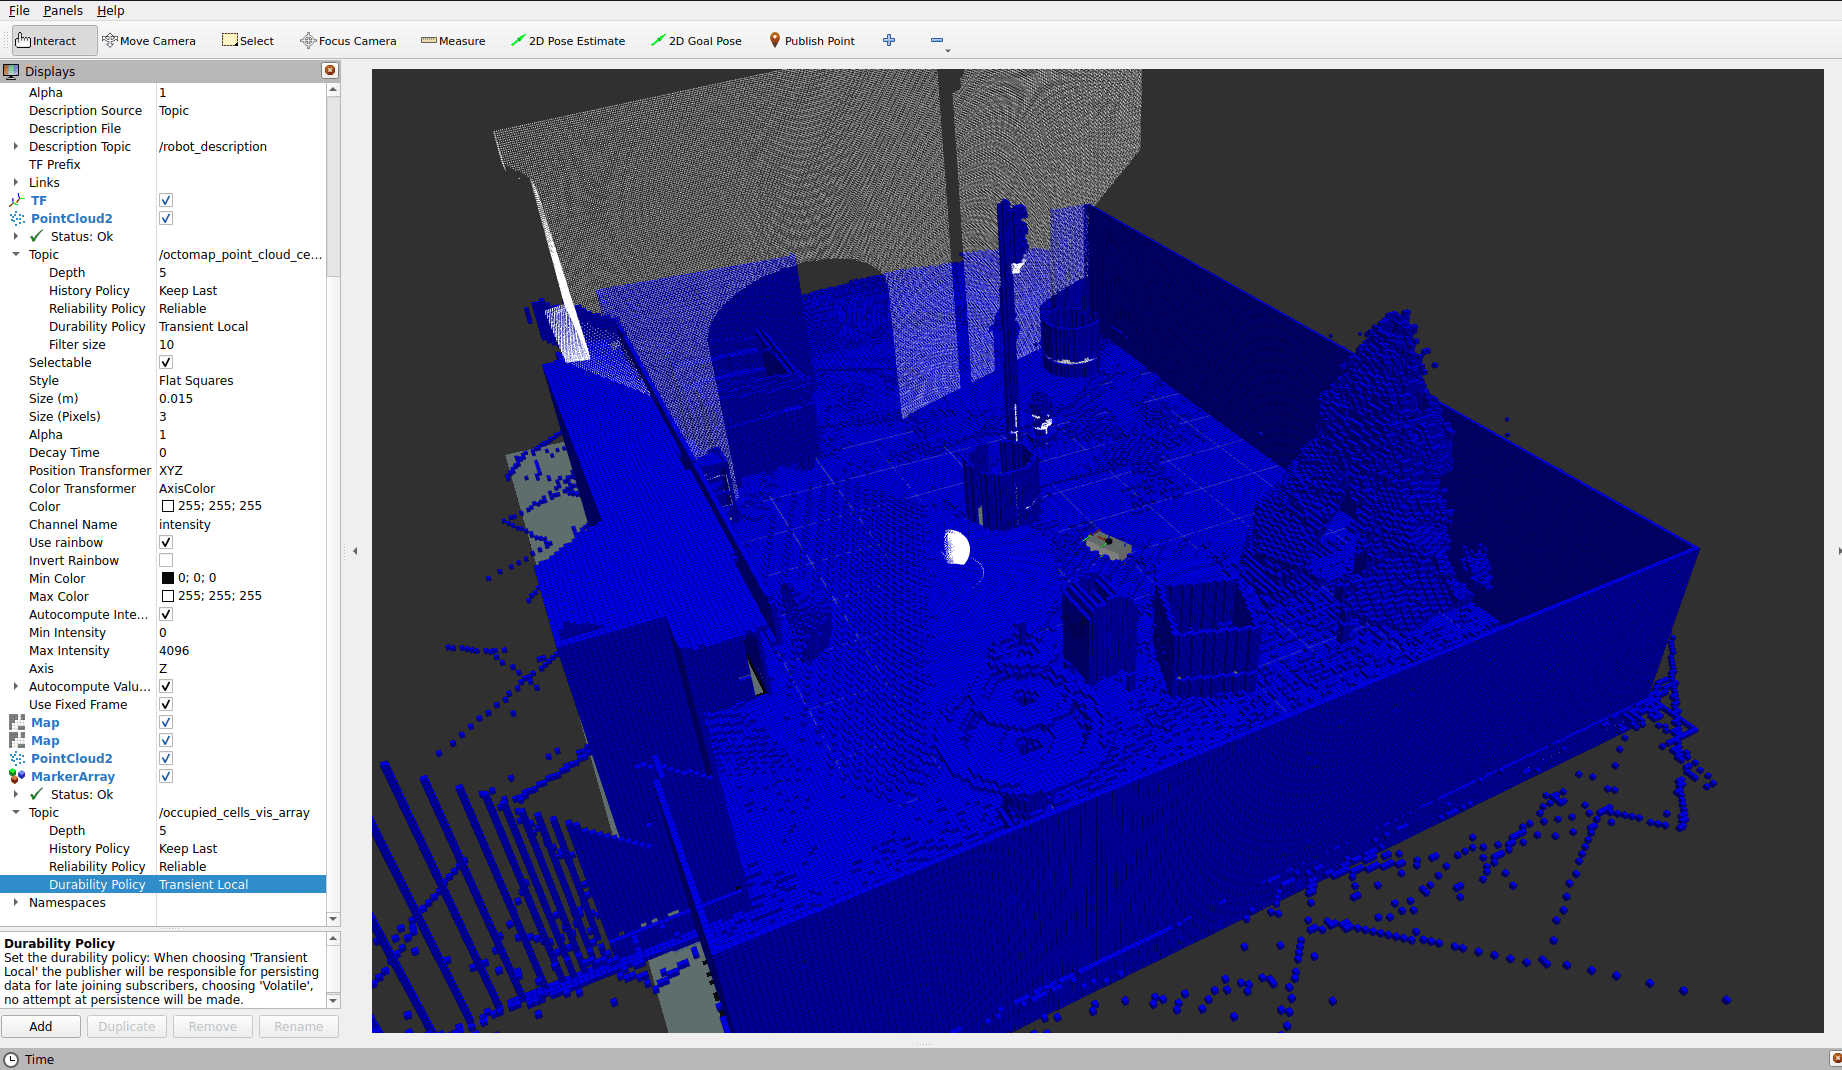 File Panels Help
Interact Move Camera Select Focus Camera Measure 2D Pose Estimate 2D Goal Pose Publish Point
Displays
Alpha 1
Description Source Topic
Description File
Description Topic /robot_description
TF Prefix
Links
TF
PointCloud2
Status: Ok
Topic /octomap_point_cloud_ce...
Depth 5
History Policy Keep Last
Reliability Policy Reliable
Durability Policy Transient Local
Filter size 10
Selectable
Style Flat Squares
Size (m) 0.015
Size (Pixels) 3
Alpha 1
Decay Time 0
Position Transformer XYZ
Color Transformer AxisColor
Color 255; 255; 255
Channel Name intensity
Use rainbow
Invert Rainbow
Min Color 0; 0; 0
Max Color 255; 255; 255
Autocompute Inte...
Min Intensity 0
Max Intensity 4096
Axis Z
Autocompute Valu...
Use Fixed Frame
Map
Map
PointCloud2
MarkerArray
Status: Ok
Topic /occupied_cells_vis_array
Depth 5
History Policy Keep Last
Reliability Policy Reliable
Durability Policy Transient Local
Namespaces
Durability Policy
Set the durability policy: When choosing 'Transient
Local' the publisher will be responsible for persisting
data for late joining subscribers, choosing 'Volatile',
no attempt at persistence will be made.
Add Duplicate Remove Rename
Time